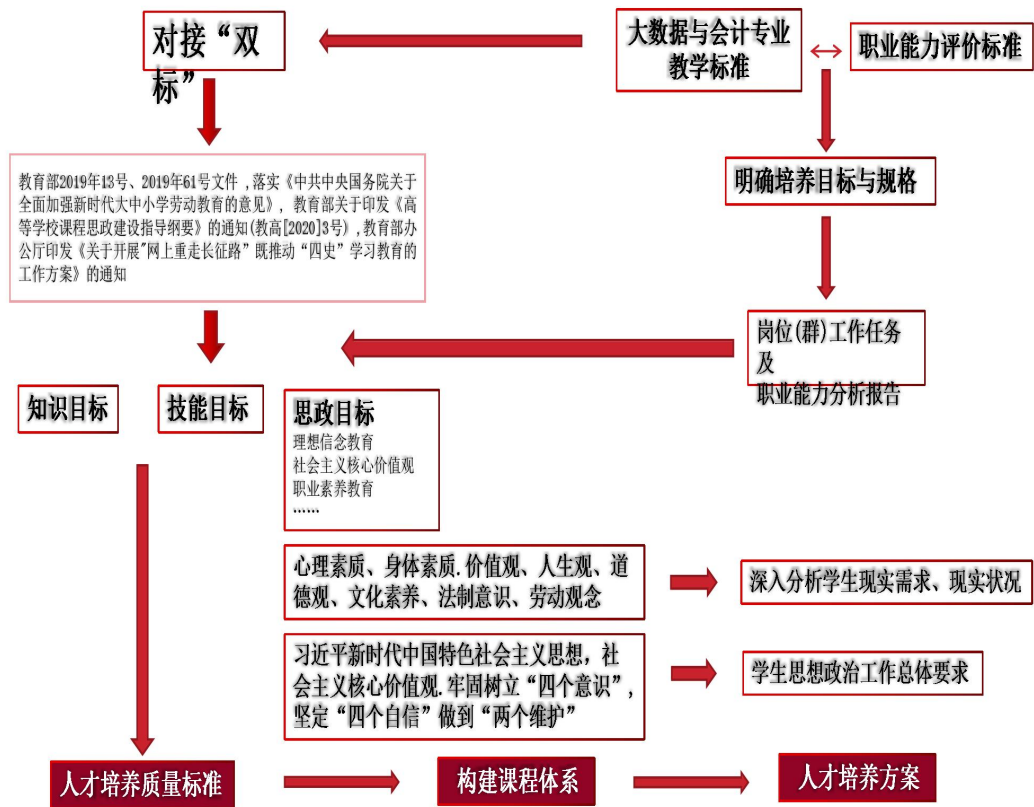 对接“双
标”
大数据与会计专业
教学标准
职业能力评价标准
教育部2019年13号、2019年61号文件 ,落实《中共中央国务院关于
全面加强新时代大中小学劳动教育的意见》, 教育部关于印发《高
等学校课程思政建设指导纲要》的通知(教高[2020]3号) ,教育部办
公厅印发《关于开展"网上重走长征路”既推动“四史”学习教育的
工作方案》的通知
明确培养目标与规格
岗位(群)工作任务
及
职业能力分析报告
知识目标
技能目标
思政目标
理想信念教育
社会主义核心价值观
职业素养教育
……
心理素质、身体素质.价值观、人生观、道
德观、文化素养、法制意识、劳动观念
深入分析学生现实需求、现实状况
习近平新时代中国特色社会主义思想，社
会主义核心价值观.牢固树立“四个意识”,
坚定“四个自信”做到“两个维护”
学生思想政治工作总体要求
人才培养质量标准
构建课程体系
人才培养方案